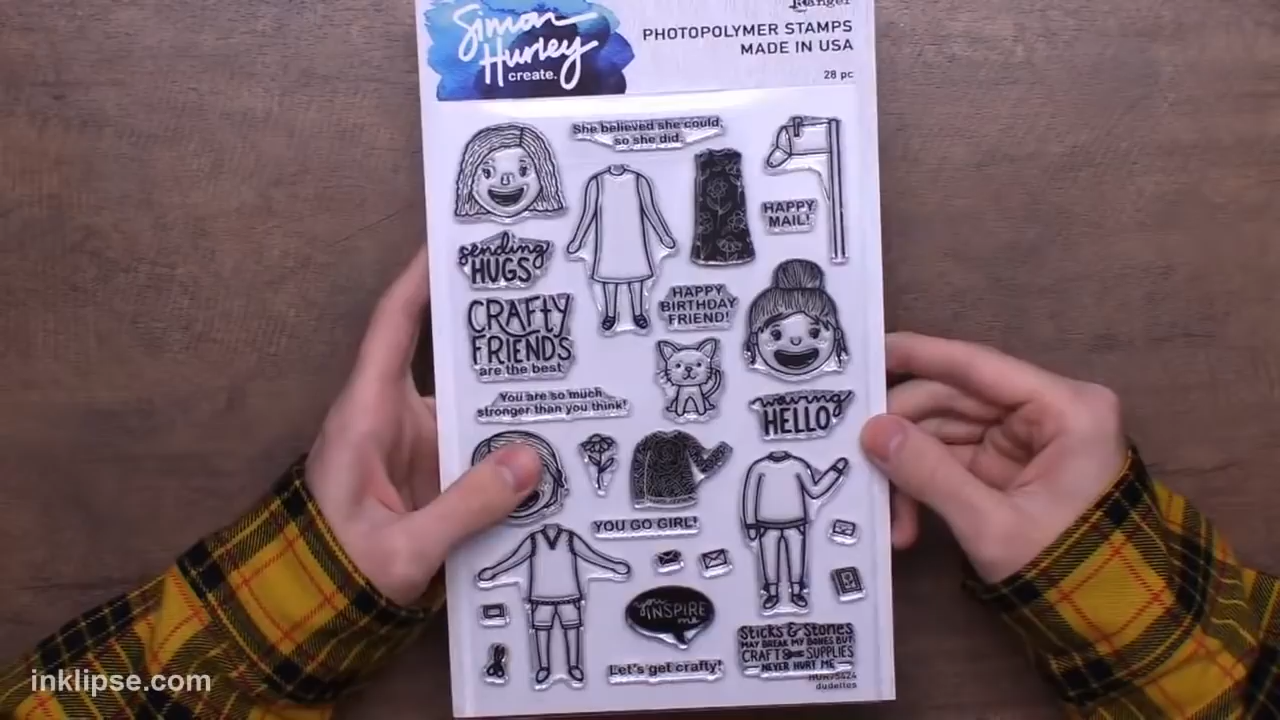 Simon
Hurley
create.
Ranger
PHOTOPOLYMER STAMPS
MADE IN USA
28 pc
She believed she could,
so she did.
HAPPY
MAIL!
sending
HUGS
HAPPY
BIRTHDAY
FRIEND!
CRAFTY
FRIENDS
are the best
You are so much
stronger than you think!
waving
HELLO
YOU GO GIRL!
you
INSPIRE
me
Sticks & Stones
MAY BREAK MY BONES BUT
CRAFT SUPPLIES
NEVER HURT ME
Let's get crafty!
HUR75424
dudettes
inklipse.com